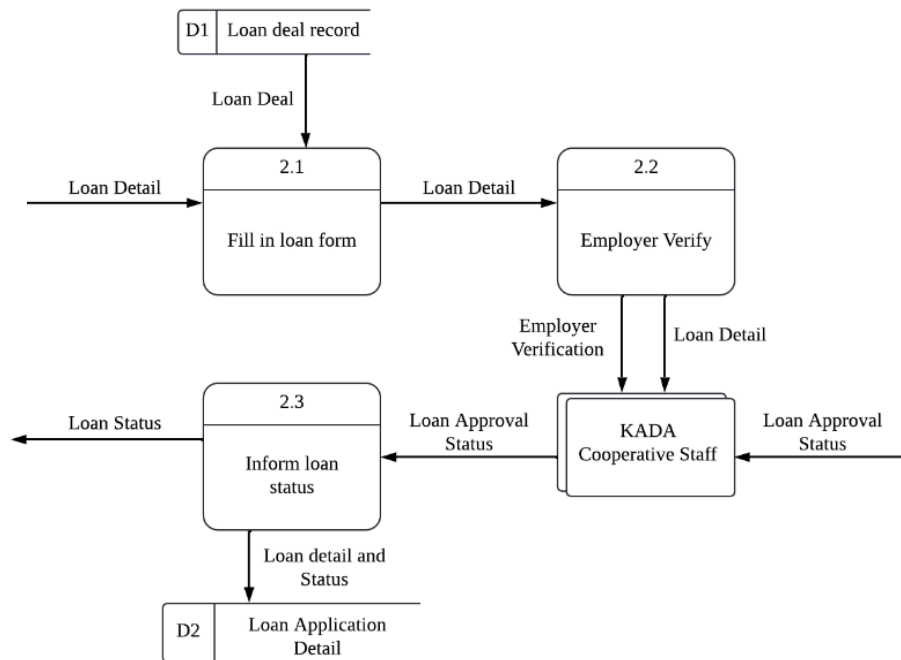 D1
Loan deal record
Loan Deal
2.1
2.2
Loan Detail
Loan Detail
Fill in loan form
Employer Verify
Employer
Verification
Loan Detail
2.3
Loan Status
Loan Approval
Status
KADA
Cooperative Staff
Loan Approval
Status
Inform loan
status
Loan detail and
Status
D2
Loan Application
Detail